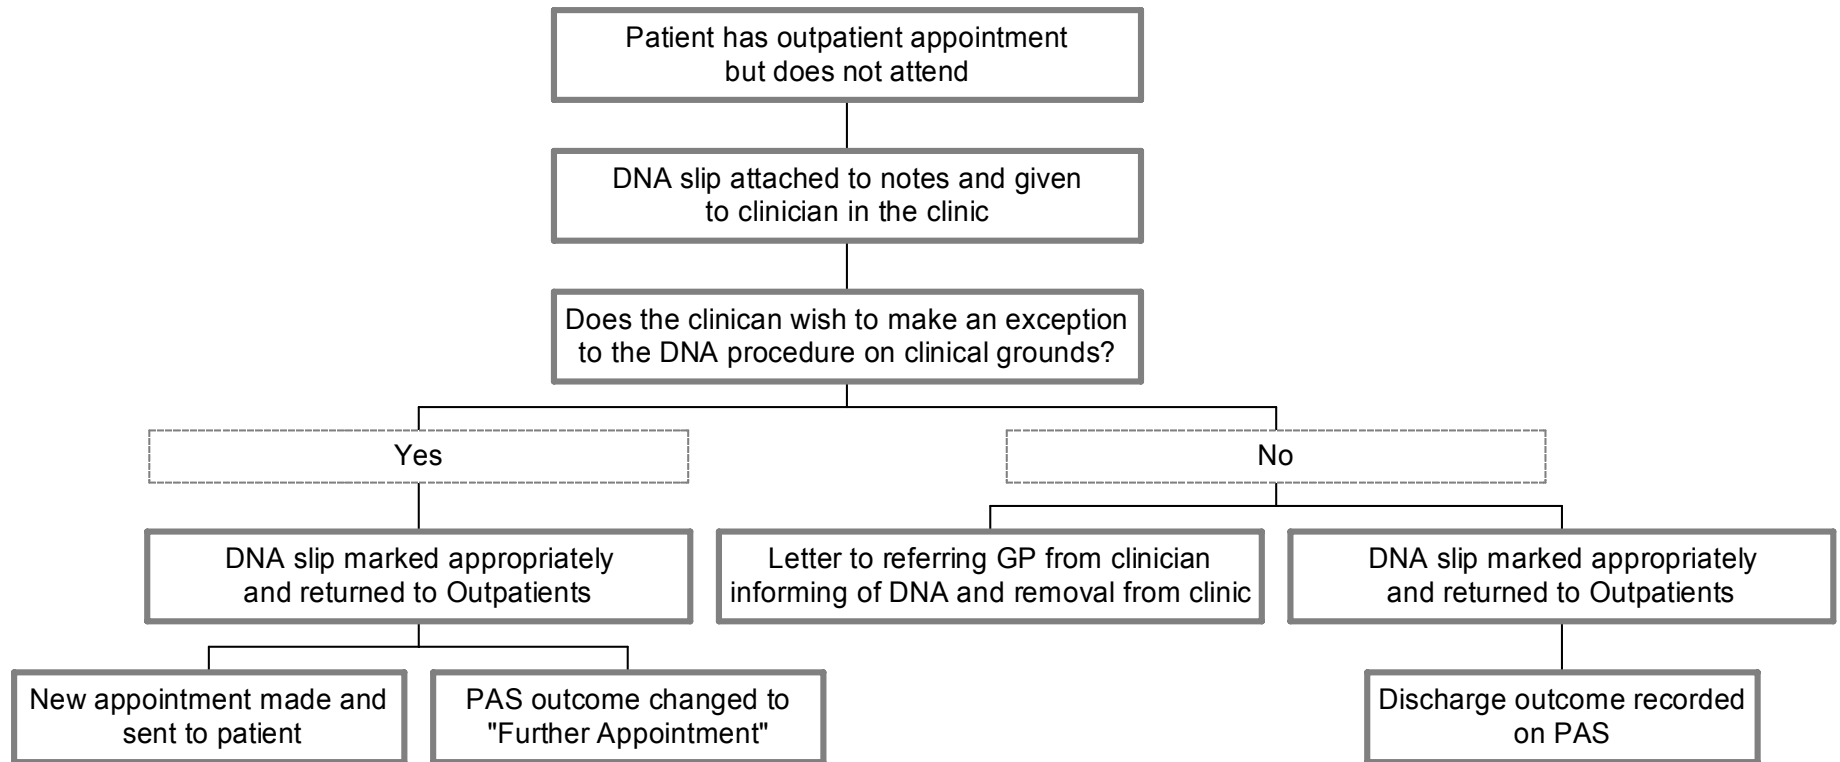 Patient has outpatient appointment
but does not attend
DNA slip attached to notes and given
to clinician in the clinic
Does the clinican wish to make an exception
to the DNA procedure on clinical grounds?
Yes
No
DNA slip marked appropriately
and returned to Outpatients
Letter to referring GP from clinician
informing of DNA and removal from clinic
DNA slip marked appropriately
and returned to Outpatients
New appointment made and
sent to patient
PAS outcome changed to
"Further Appointment"
Discharge outcome recorded
on PAS